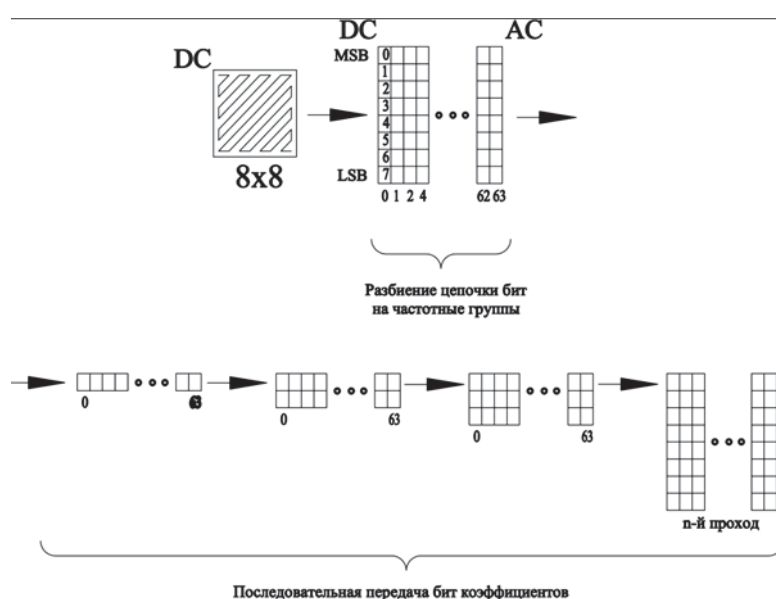 DC
DC
AC
MSB
0
1
2
3
4
5
6
7
LSB
8x8
0 1 2 4
62 63
Разбиение цепочки бит
на частотные группы
0
63
0
63
0
63
n-й проход
Последовательная передача бит коэффициентов